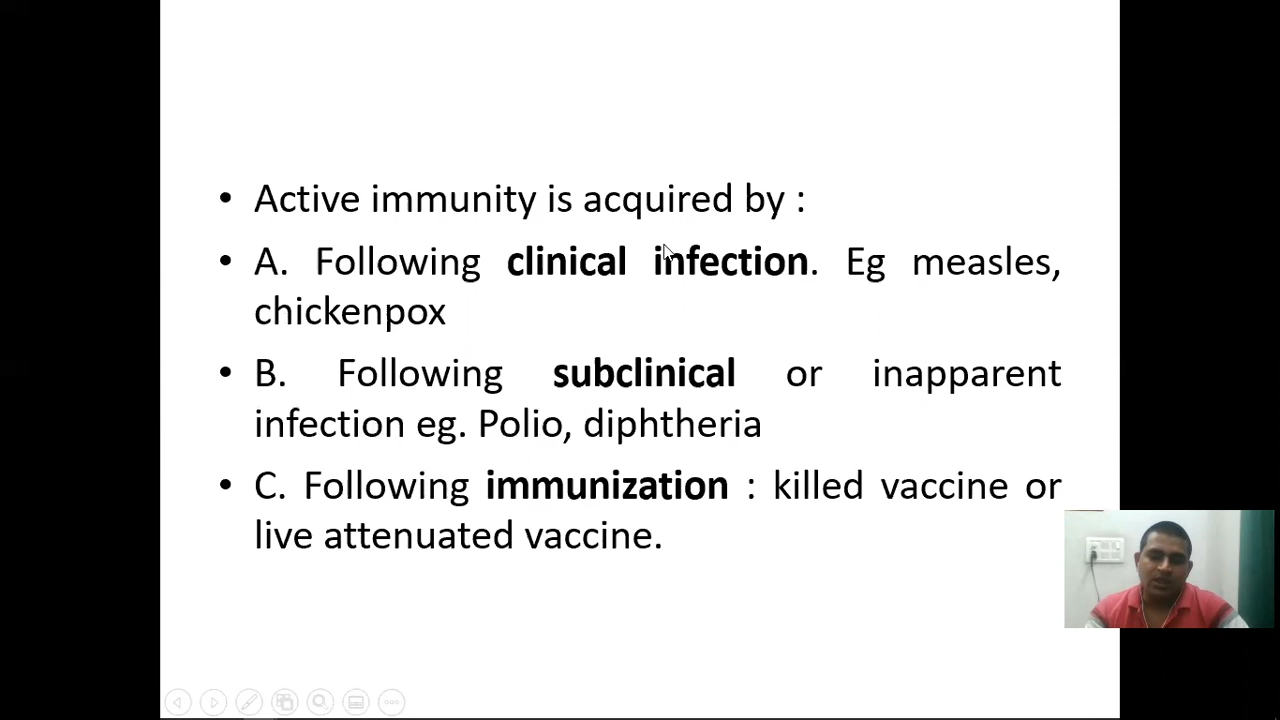 • Active immunity is acquired by :
• A. Following clinical infection. Eg measles,
chickenpox
• B. Following subclinical or inapparent
infection eg. Polio, diphtheria
• C. Following immunization : killed vaccine or
live attenuated vaccine.